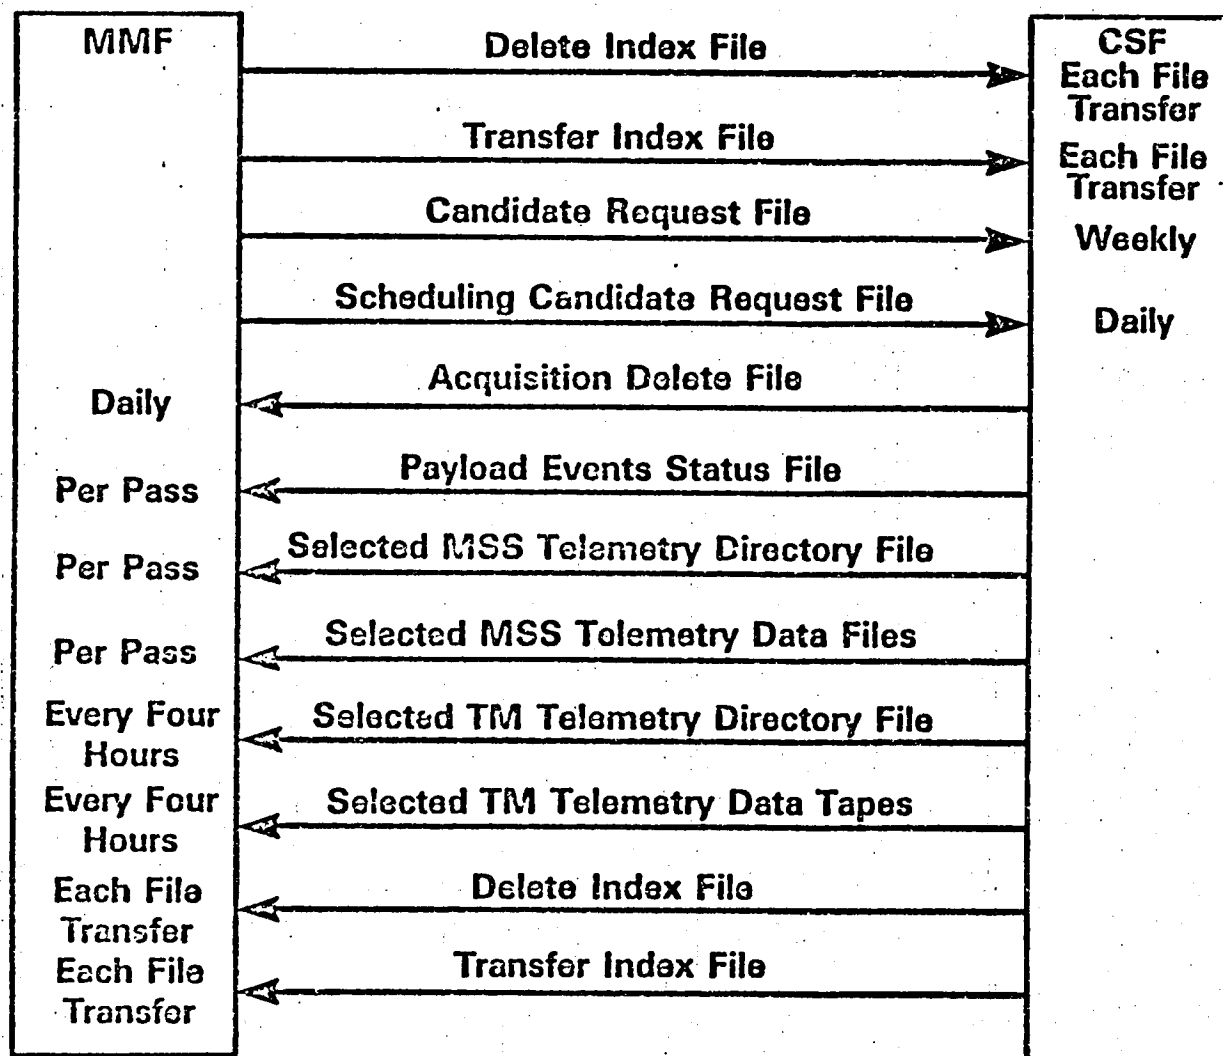 MMF
Delete Index File
CSF
Each File
Transfer
Transfer Index File
Each File
Transfer
Candidate Request File
Weekly
Scheduling Candidate Request File
Daily
Acquisition Delete File
Daily
Payload Events Status File
Per Pass
Selected MSS Telemetry Directory File
Per Pass
Selected MSS Telemetry Data Files
Per Pass
Selected TM Telemetry Directory File
Every Four
Hours
Selected TM Telemetry Data Tapes
Every Four
Hours
Delete Index File
Each File
Transfer
Transfer Index File
Each File
Transfer